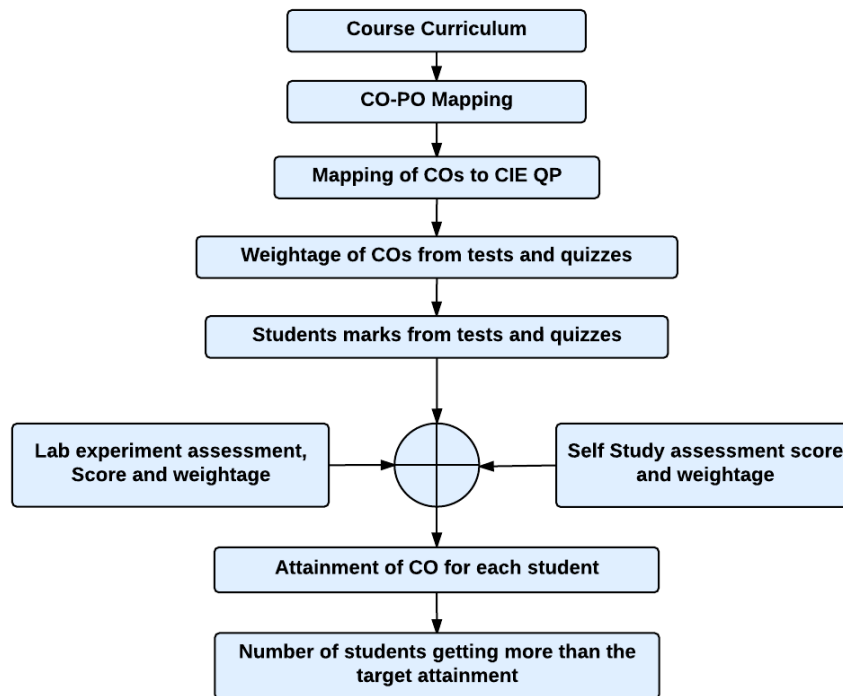 Course Curriculum
CO-PO Mapping
Mapping of COs to CIE QP
Weightage of COs from tests and quizzes
Students marks from tests and quizzes
Lab experiment assessment,
Score and weightage
Self Study assessment score
and weightage
Attainment of CO for each student
Number of students getting more than the
target attainment